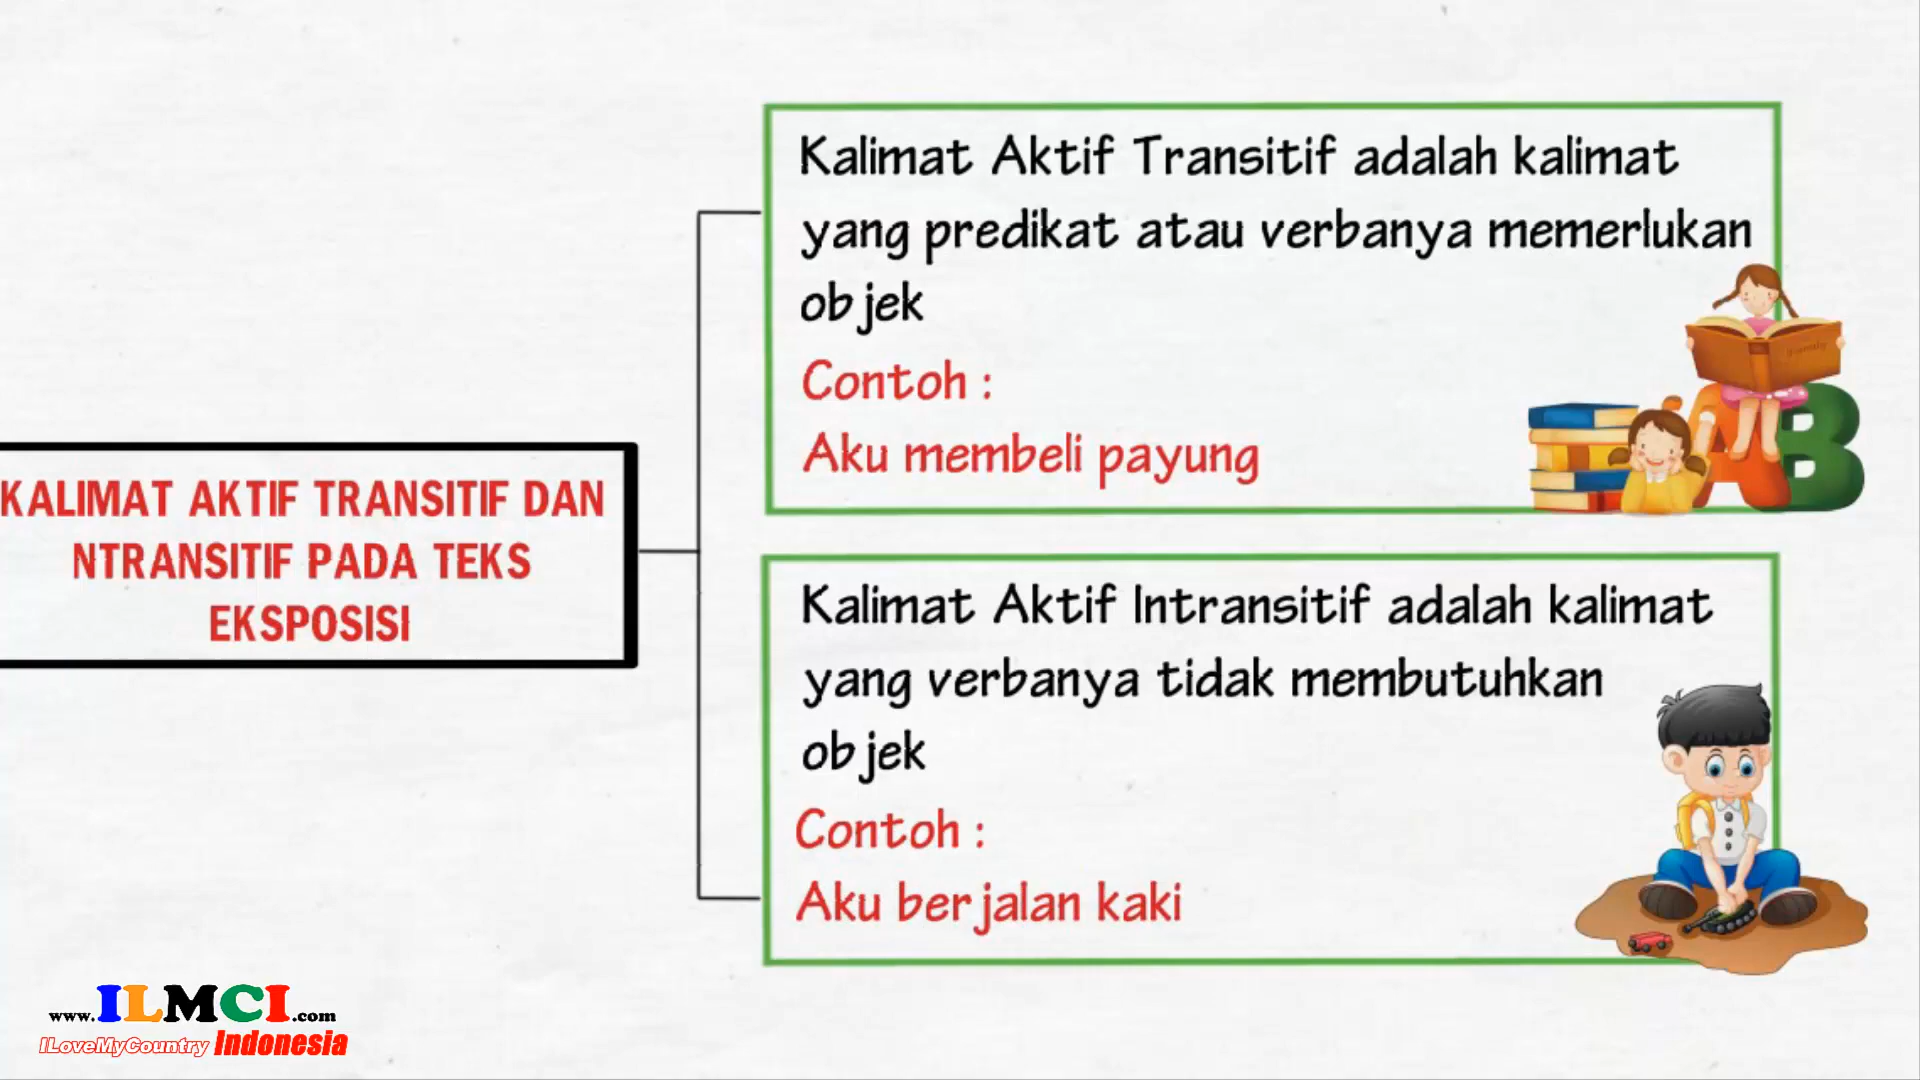 KALIMAT AKTIF TRANSITIF DAN
NTRANSITIF PADA TEKS
EKSPOSISI
Kalimat Aktif Transitif adalah kalimat
yang predikat atau verbanya memerlukan
objek
Contoh :
Aku membeli payung
Kalimat Aktif Intransitif adalah kalimat
yang verbanya tidak membutuhkan
objek
Contoh :
Aku berjalan kaki
www.ILMCI.com
ILoveMyCountry Indonesia